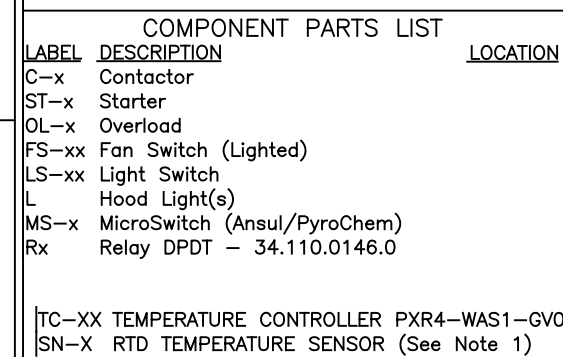 COMPONENT PARTS LIST
LABEL DESCRIPTION LOCATION
C-x Contactor
ST-x Starter
OL-x Overload
FS-xx Fan Switch (Lighted)
LS-xx Light Switch
L Hood Light(s)
MS-x MicroSwitch (Ansul/PyroChem)
Rx Relay DPDT - 34.110.0146.0
TC-XX TEMPERATURE CONTROLLER PXR4-WAS1-GV0
SN-X RTD TEMPERATURE SENSOR (See Note 1)